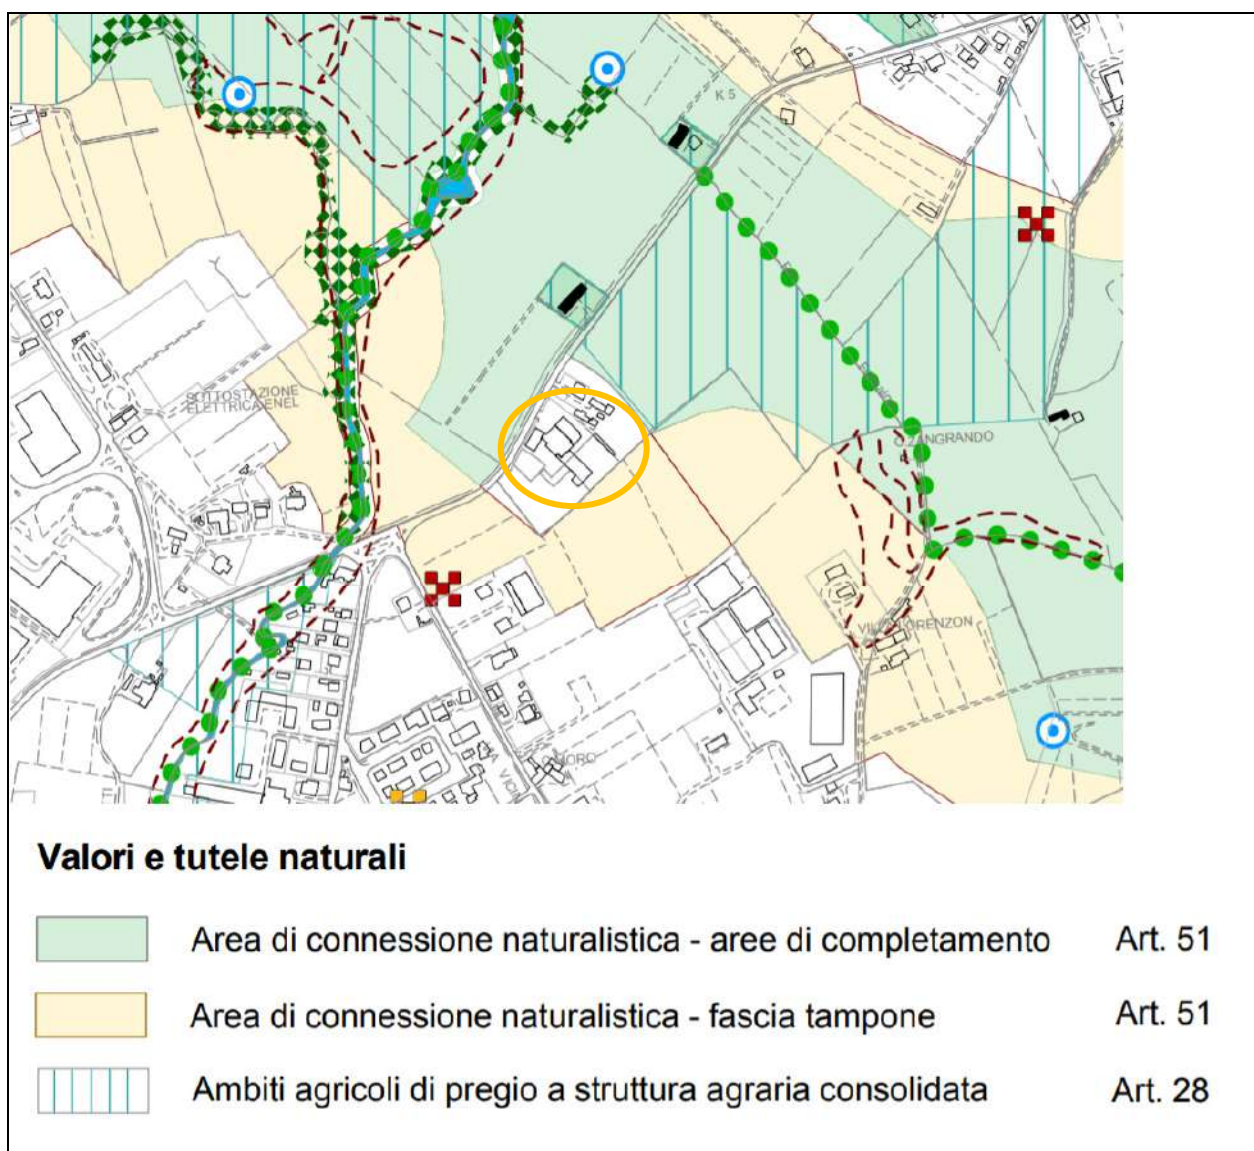 K 5
SOTTOSTAZIONE
ELETTRICA ENEL
C.ZANGRANDO
VILLA LORENZON
Valori e tutele naturali
Area di connessione naturalistica - aree di completamento Art. 51
Area di connessione naturalistica - fascia tampone Art. 51
Ambiti agricoli di pregio a struttura agraria consolidata Art. 28